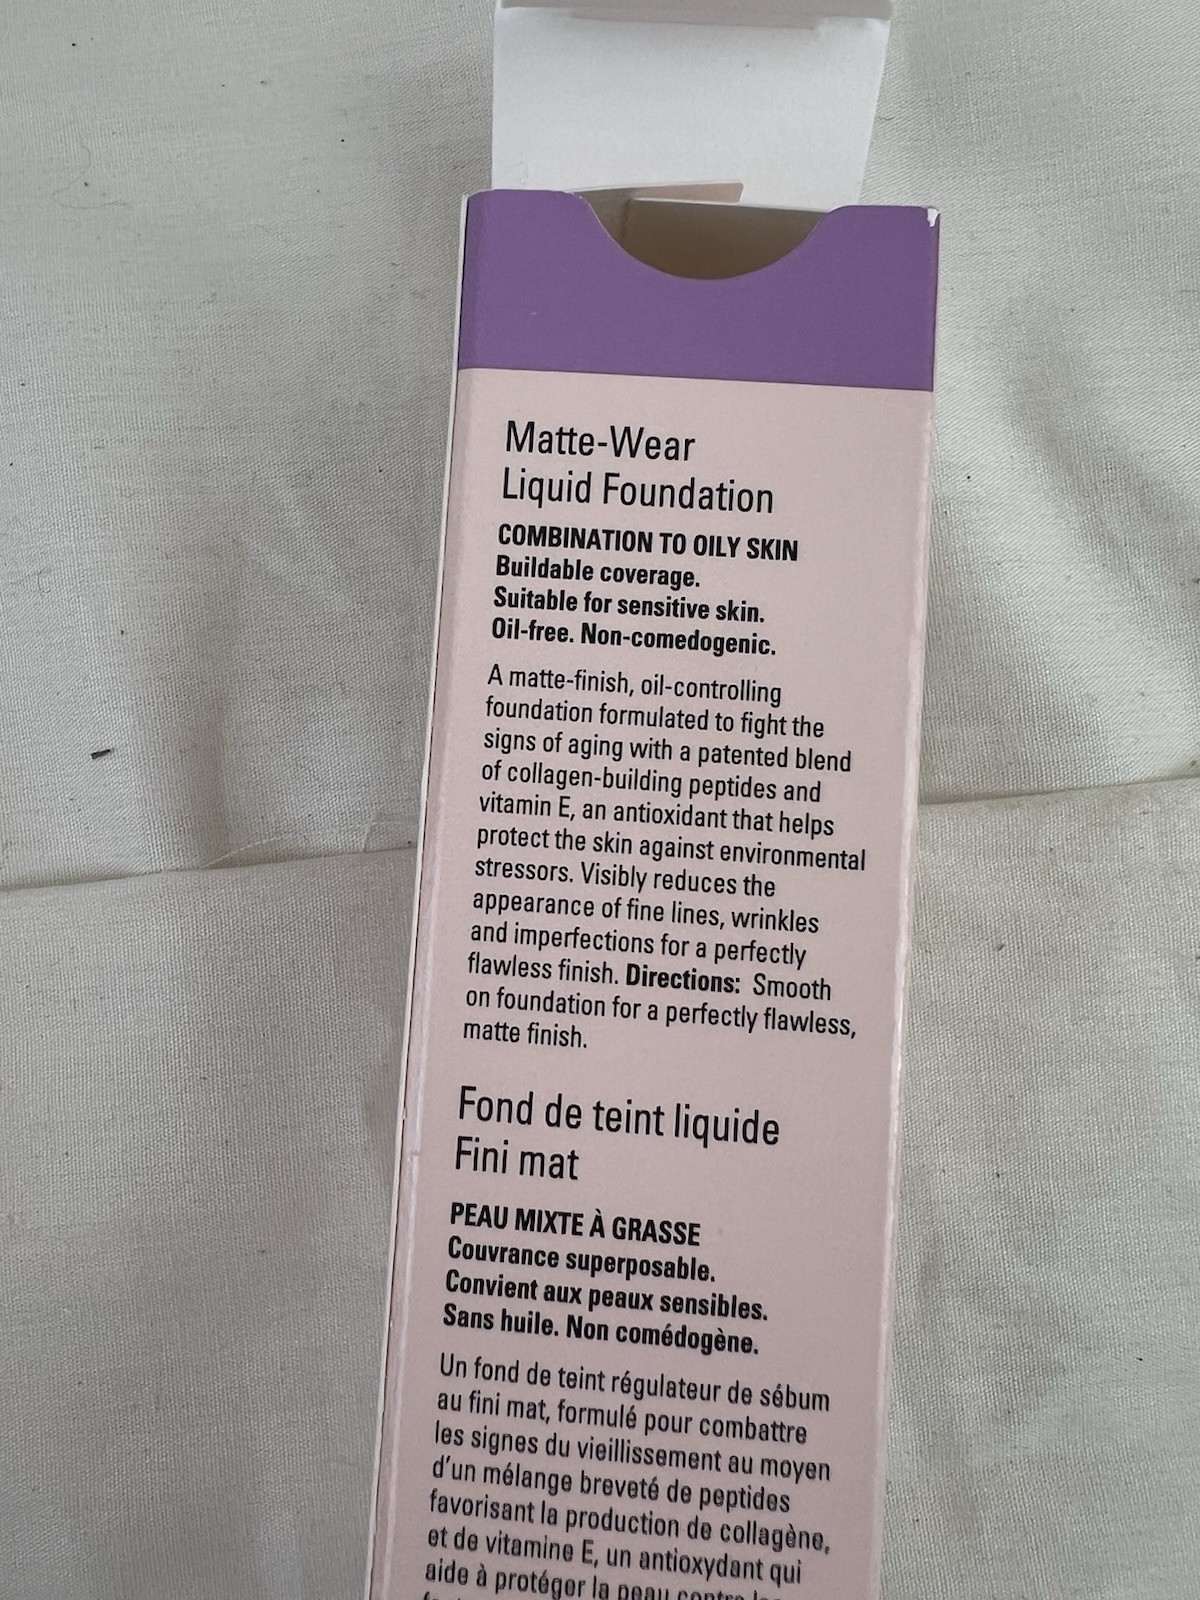 Matte-Wear
Liquid Foundation
COMBINATION TO OILY SKIN
Buildable coverage.
Suitable for sensitive skin.
Oil-free. Non-comedogenic.
A matte-finish, oil-controlling
foundation formulated to fight the
signs of aging with a patented blend
of collagen-building peptides and
vitamin E, an antioxidant that helps
protect the skin against environmental
stressors. Visibly reduces the
appearance of fine lines, wrinkles
and imperfections for a perfectly
flawless finish. Directions: Smooth
on foundation for a perfectly flawless,
matte finish.
Fond de teint liquide
Fini mat
PEAU MIXTE À GRASSE
Couvrance superposable.
Convient aux peaux sensibles.
Sans huile. Non comédogène.
Un fond de teint régulateur de sébum
au fini mat, formulé pour combattre
les signes du vieillissement au moyen
d'un mélange breveté de peptides
favorisant la production de collagène,
et de vitamine E, un antioxydant qui
aide à protéger la peau contre les